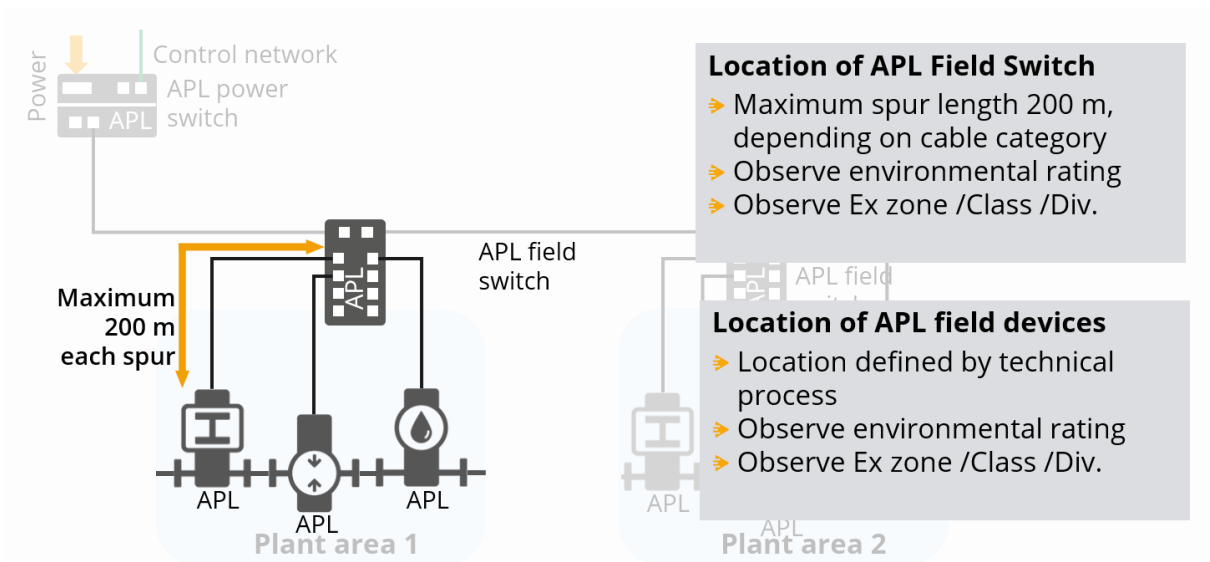 Control network
Power
APL power
switch
APL
Location of APL Field Switch
Maximum spur length 200 m,
depending on cable category
Observe environmental rating
Observe Ex zone /Class /Div.
APL field
switch
APL
Maximum
200 m
each spur
APL
APL
APL
Plant area 1
APL field
APL
Location of APL field devices
Location defined by technical
process
Observe environmental rating
Observe Ex zone /Class /Div.
APL
APL
Plant area 2